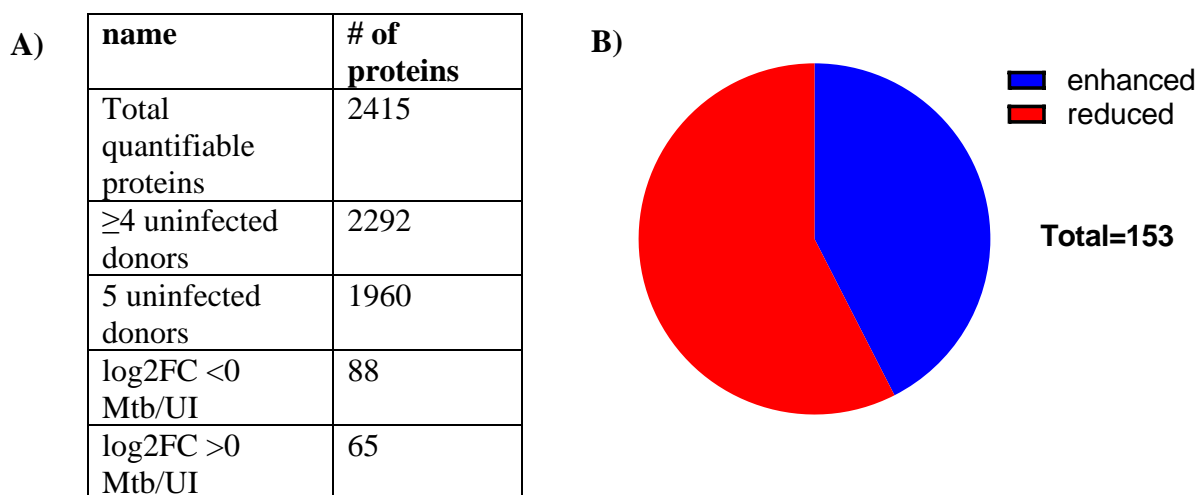 A)
name # of
proteins
Total 2415
quantifiable
proteins
≥4 uninfected 2292
donors
5 uninfected 1960
donors
log2FC <0 88
Mtb/UI
log2FC >0 65
Mtb/UI
B)
enhanced
reduced
Total=153